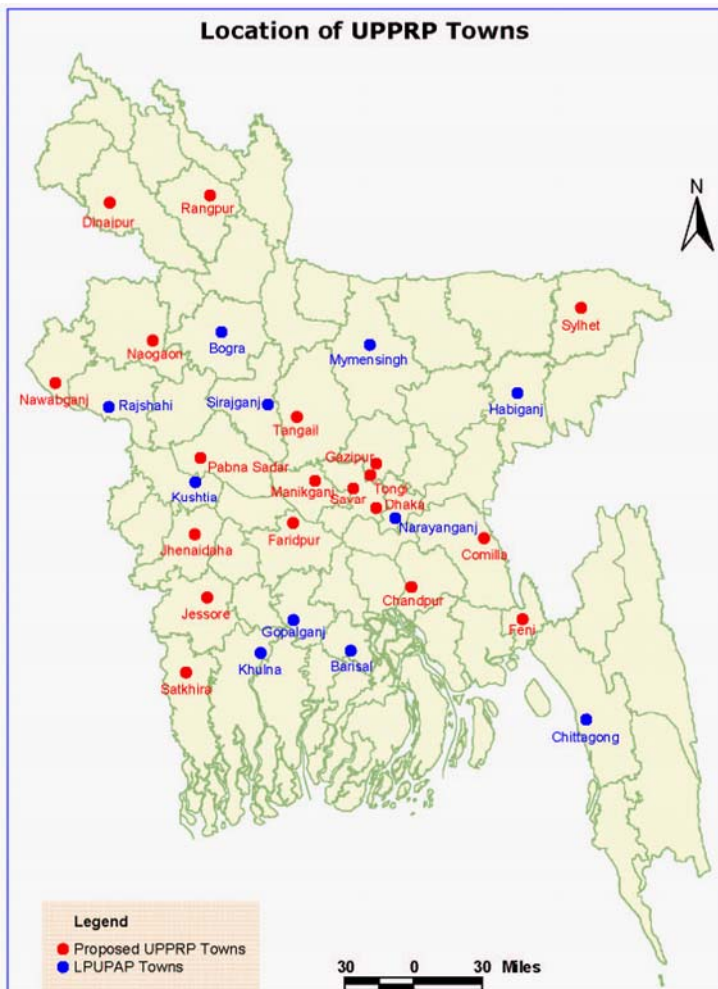 Location of UPPRP Towns
N
Rangpur
Dinajpur
Sylhet
Bogra
Naogaon
Mymensingh
Nawabganj
Rajshahi
Sirajganj
Habiganj
Tangail
Gazipur
Pabna Sadar
Tongi
Manikganj
Savar
Kushtia
Dhaka
Narayanganj
Jhenaidaha
Faridpur
Comilla
Chandpur
Jessore
Feni
Gopalganj
Khulna
Barisal
Satkhira
Chittagong
Legend
Proposed UPPRP Towns
LPUPAP Towns
30 0 30 Miles